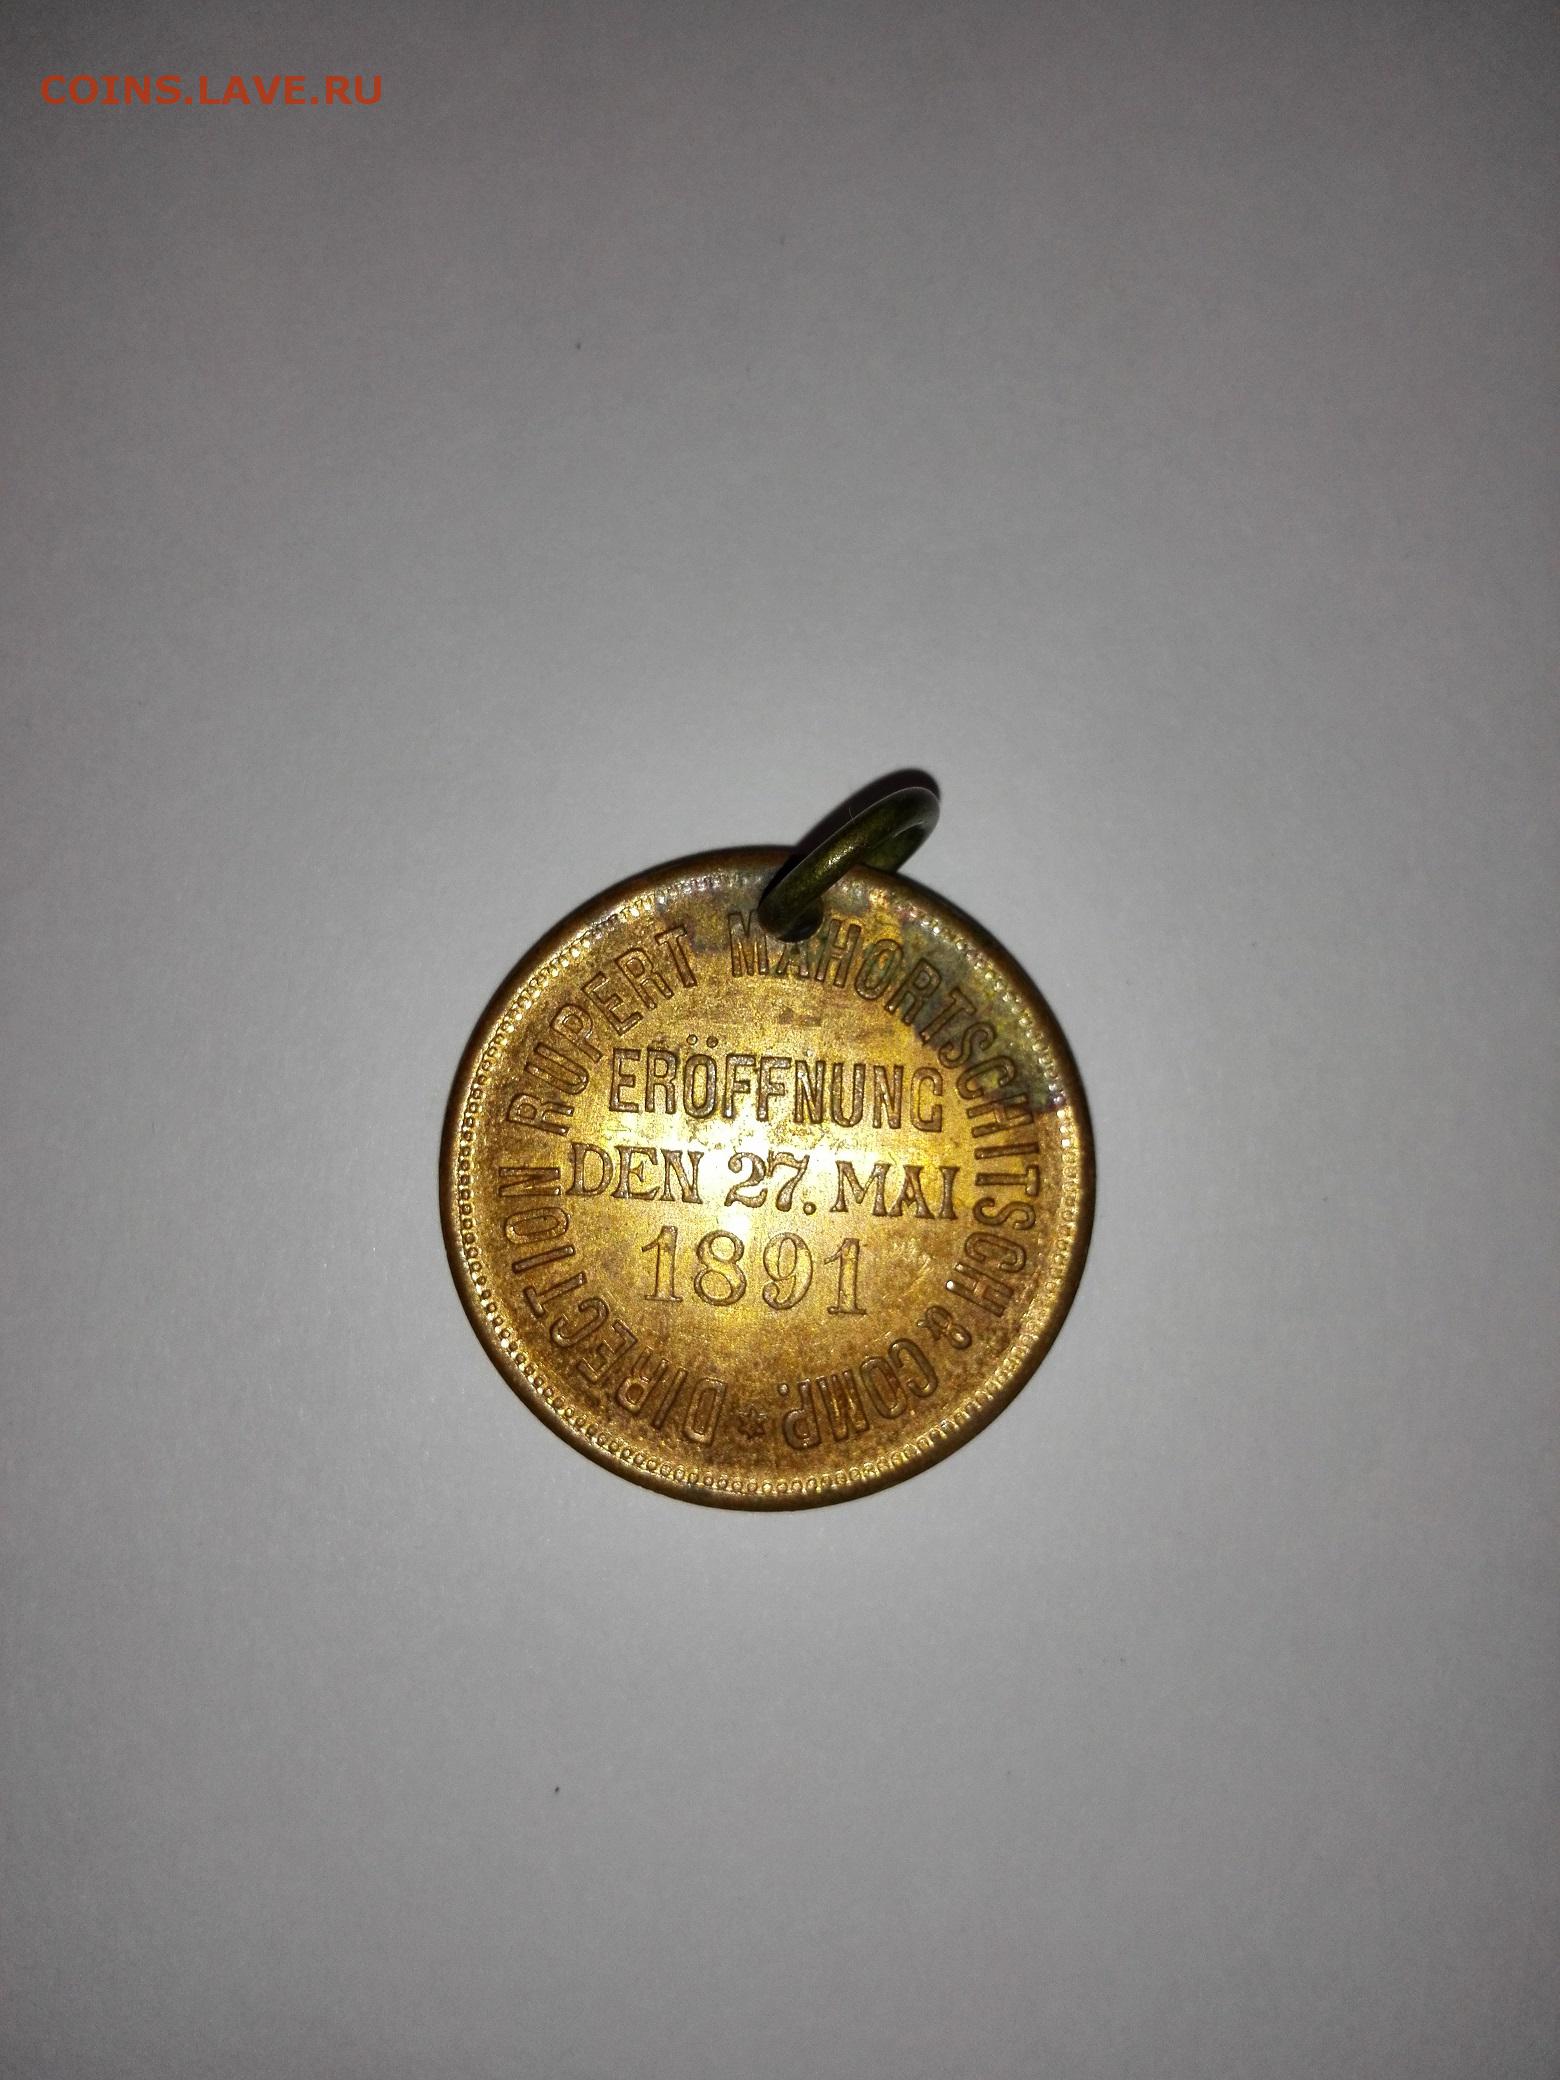 COINS.LAVE.RU
DIRECTION RUPERT MAHORTSCHITSCH & COMP. *
ERÖFFNUNG
DEN 27. MAI
1891